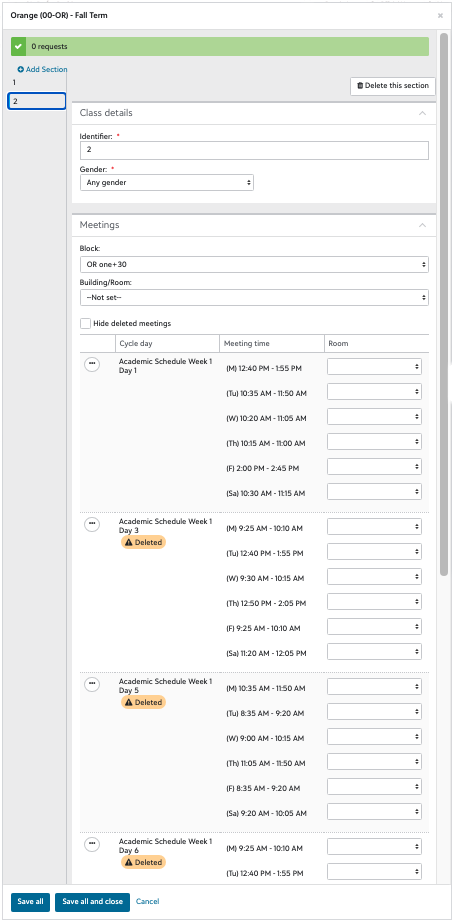 Orange (00-OR) - Fall Term
0 requests
Add Section
1
2
Delete this section
Class details
Identifier: *
2
Gender: *
Any gender
Meetings
Block:
OR one+30
Building/Room:
--Not set--
Hide deleted meetings
Cycle day Meeting time Room
Academic Schedule Week 1
Day 1
(M) 12:40 PM - 1:55 PM
(Tu) 10:35 AM - 11:50 AM
(W) 10:20 AM - 11:05 AM
(Th) 10:15 AM - 11:00 AM
(F) 2:00 PM - 2:45 PM
(Sa) 10:30 AM - 11:15 AM
Academic Schedule Week 1
Day 3
Deleted
(M) 9:25 AM - 10:10 AM
(Tu) 12:40 PM - 1:55 PM
(W) 9:30 AM - 10:15 AM
(Th) 12:50 PM - 2:05 PM
(F) 9:25 AM - 10:10 AM
(Sa) 11:20 AM - 12:05 PM
Academic Schedule Week 1
Day 5
Deleted
(M) 10:35 AM - 11:50 AM
(Tu) 8:35 AM - 9:20 AM
(W) 9:00 AM - 10:15 AM
(Th) 11:05 AM - 11:50 AM
(F) 8:35 AM - 9:20 AM
(Sa) 9:20 AM - 10:05 AM
Academic Schedule Week 1
Day 6
Deleted
(M) 9:25 AM - 10:10 AM
(Tu) 12:40 PM - 1:55 PM
Save all
Save all and close
Cancel